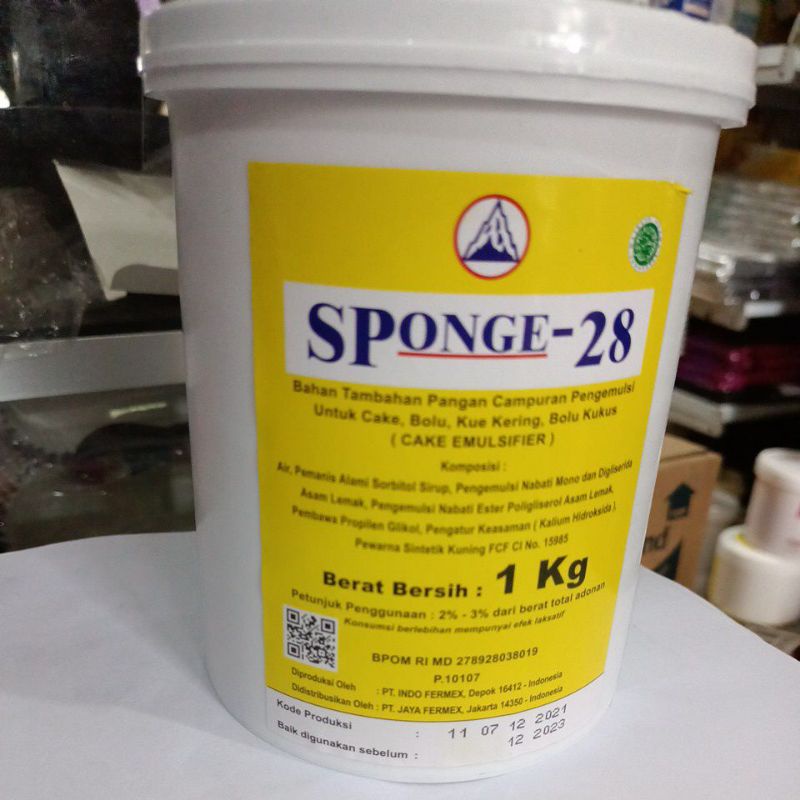 SPONGE-28
Bahan Tambahan Pangan Campuran Pengemulsi
Untuk Cake, Bolu, Kue Kering, Bolu Kukus
( CAKE EMULSIFIER )
Komposisi :
Air, Pemanis Alami Sorbitol Sirup, Pengemulsi Nabati Mono dan Digliserida
Asam Lemak, Pengemulsi Nabati Ester Poligliserol Asam Lemak,
Pembawa Propilen Glikol, Pengatur Keasaman ( Kalium Hidroksida ),
Pewarna Sintetik Kuning FCF CI No. 15985
Berat Bersih : 1 Kg
Petunjuk Penggunaan : 2% - 3% dari berat total adonan
Konsumsi berlebihan mempunyai efek laksatif
BPOM RI MD 278928038019
P.10107
Diproduksi Oleh : PT. INDO FERMEX, Depok 16412 - Indonesia
Didistribusikan Oleh : PT. JAYA FERMEX, Jakarta 14350 - Indonesia
Kode Produksi : 11 07 12 2021
Baik digunakan sebelum : 12 2023